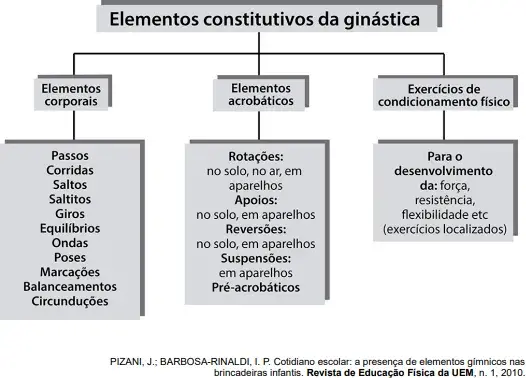 Elementos constitutivos da ginástica
Elementos
corporais
Elementos
acrobáticos
Exercícios de
condicionamento físico
Passos
Corridas
Saltos
Saltitos
Giros
Equilíbrios
Ondas
Poses
Marcações
Balanceamentos
Circunduções
Rotações:
no solo, no ar, em
aparelhos
Apoios:
no solo, em aparelhos
Reversões:
no solo, em aparelhos
Suspensões:
em aparelhos
Pré-acrobáticos
Para o
desenvolvimento
da: força,
resistência,
flexibilidade etc
(exercícios localizados)
PIZANI, J.; BARBOSA-RINALDI, I. P. Cotidiano escolar: a presença de elementos gímnicos nas
brincadeiras infantis. Revista de Educação Física da UEM, n. 1, 2010.